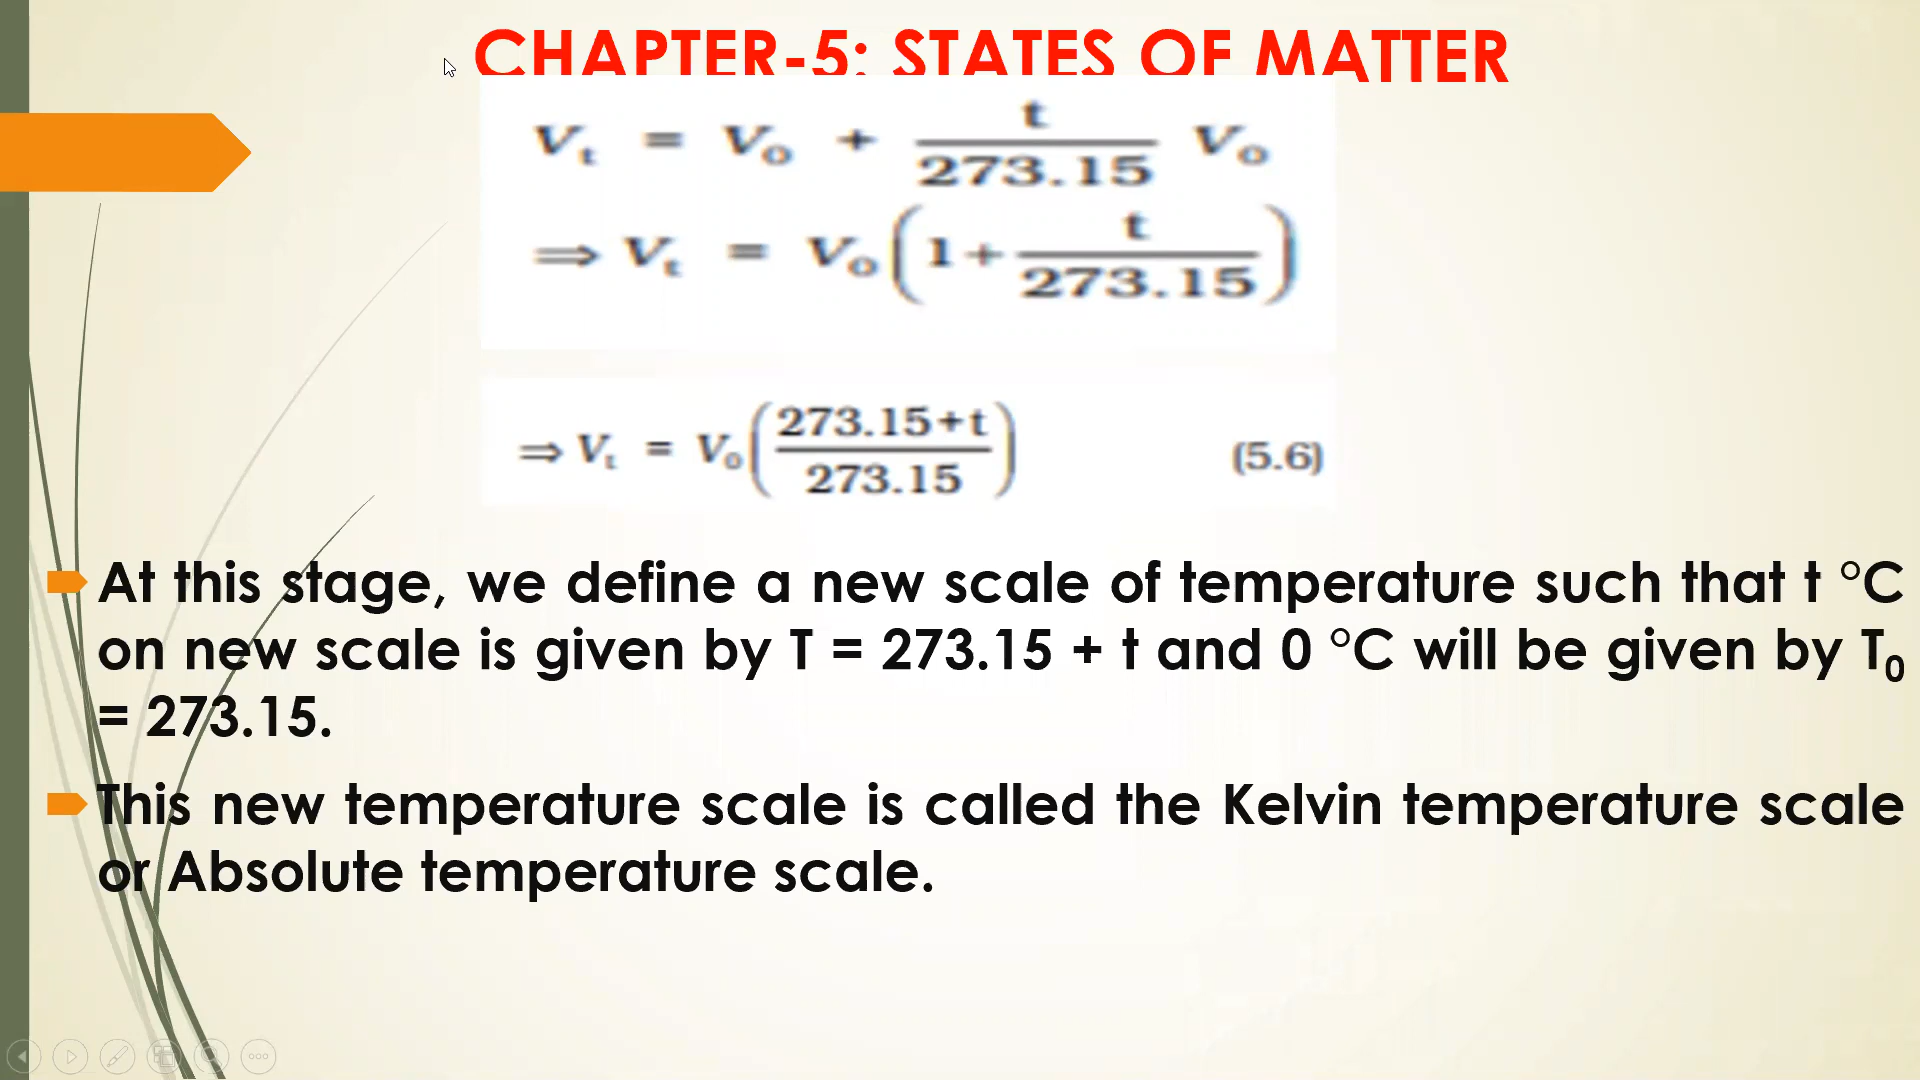 CHAPTER-5: STATES OF MATTER
Vₜ = V₀ + t/273.15 V₀
⇒ Vₜ = V₀(1+ t/273.15)
⇒ Vₜ = V₀(273.15+t/273.15) (5.6)
At this stage, we define a new scale of temperature such that t °C
on new scale is given by T = 273.15 + t and 0 °C will be given by T₀
= 273.15.
This new temperature scale is called the Kelvin temperature scale
or Absolute temperature scale.